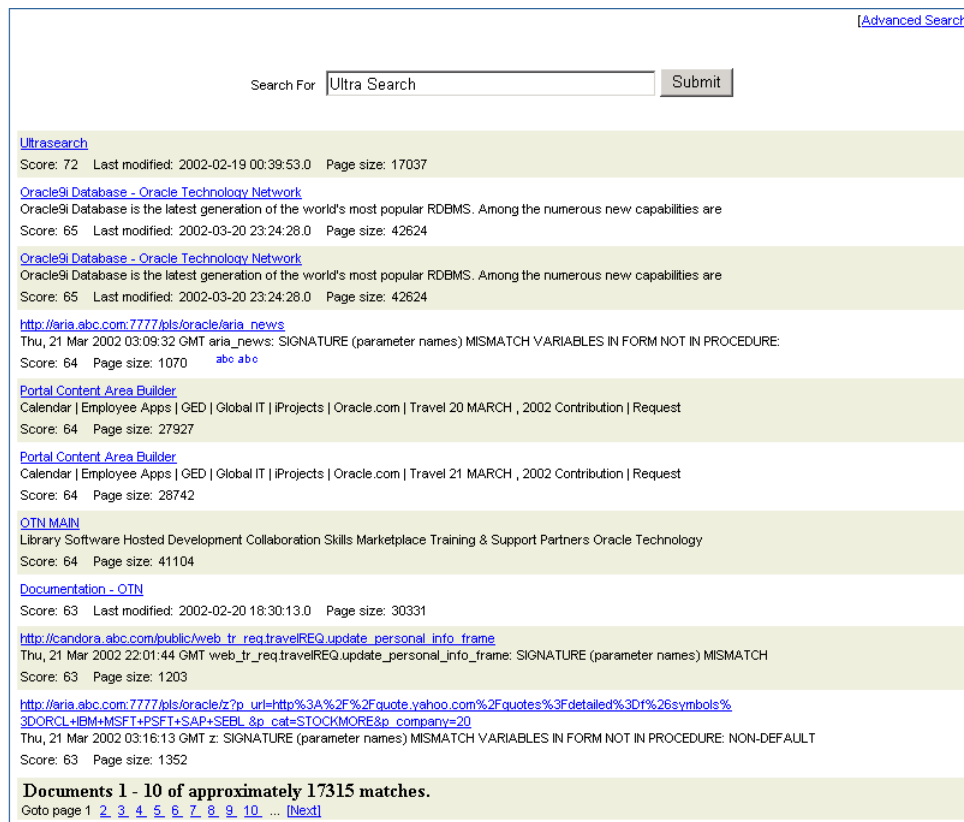 [Advanced Search
Search For Ultra Search Submit
Ultrasearch
Score: 72 Last modified: 2002-02-19 00:39:53.0 Page size: 17037
Oracle9i Database - Oracle Technology Network
Oracle9i Database is the latest generation of the world's most popular RDBMS. Among the numerous new capabilities are
Score: 65 Last modified: 2002-03-20 23:24:28.0 Page size: 42624
Oracle9i Database - Oracle Technology Network
Oracle9i Database is the latest generation of the world's most popular RDBMS. Among the numerous new capabilities are
Score: 65 Last modified: 2002-03-20 23:24:28.0 Page size: 42624
http://aria.abc.com:7777/pls/oracle/aria_news
Thu, 21 Mar 2002 03:09:32 GMT aria_news: SIGNATURE (parameter names) MISMATCH VARIABLES IN FORM NOT IN PROCEDURE:
Score: 64 Page size: 1070 abc abc
Portal Content Area Builder
Calendar | Employee Apps | GED | Global IT | iProjects | Oracle.com | Travel 20 MARCH , 2002 Contribution | Request
Score: 64 Page size: 27927
Portal Content Area Builder
Calendar | Employee Apps | GED | Global IT | iProjects | Oracle.com | Travel 21 MARCH , 2002 Contribution | Request
Score: 64 Page size: 28742
OTN MAIN
Library Software Hosted Development Collaboration Skills Marketplace Training & Support Partners Oracle Technology
Score: 64 Page size: 41104
Documentation - OTN
Score: 63 Last modified: 2002-02-20 18:30:13.0 Page size: 30331
http://candora.abc.com/public/web_tr_req.travelREQ.update_personal_info_frame
Thu, 21 Mar 2002 22:01:44 GMT web_tr_req.travelREQ.update_personal_info_frame: SIGNATURE (parameter names) MISMATCH
Score: 63 Page size: 1203
http://aria.abc.com:7777/pls/oracle/z?p_url=http%3A%2F%2Fquote.yahoo.com%2Fquotes%3Fdetailed%3Df%26symbols%
3DORCL+IBM+MSFT+PSFT+SAP+SEBL &p_cat=STOCKMORE&p_company=20
Thu, 21 Mar 2002 03:16:13 GMT z: SIGNATURE (parameter names) MISMATCH VARIABLES IN FORM NOT IN PROCEDURE: NON-DEFAULT
Score: 63 Page size: 1352
Documents 1 - 10 of approximately 17315 matches.
Goto page 1 2 3 4 5 6 7 8 9 10 ... [Next]